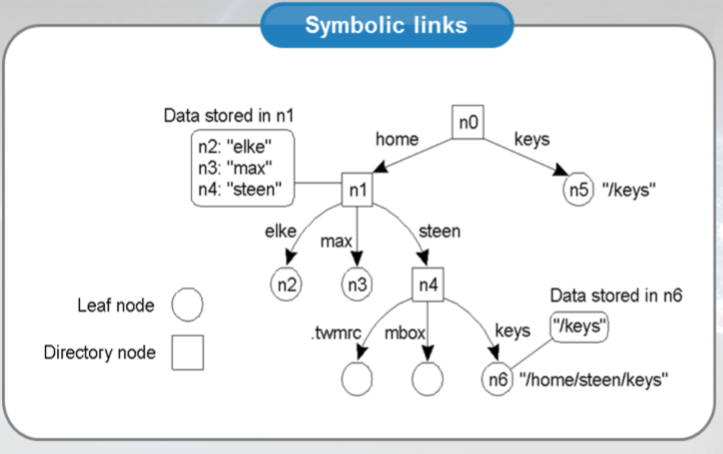 Symbolic links
Data stored in n1
n2: "elke"
n3: "max"
n4: "steen"
n0
home
keys
n1
n5 "/keys"
elke
max
steen
n2
n3
n4
Data stored in n6
"/keys"
Leaf node
Directory node
.twmrc
mbox
keys
n6 "/home/steen/keys"